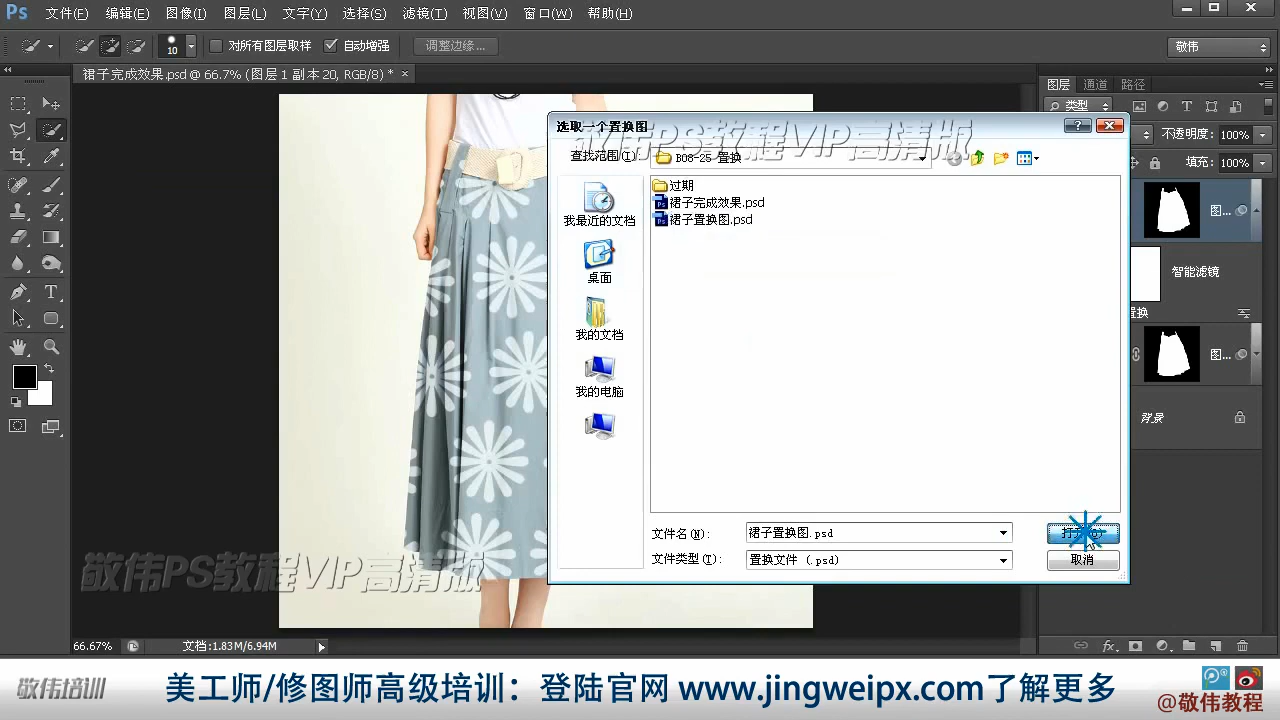 Ps 文件(F) 编辑(E) 图像(I) 图层(L) 文字(Y) 选择(S) 滤镜(T) 视图(V) 窗口(W) 帮助(H)
10 对所有图层取样 自动增强 调整边缘... 敬伟
裙子完成效果.psd @ 66.7% (图层 1 副本 20, RGB/8) * ×
图层 通道 路径
类型
不透明度: 100%
填充: 100%
图...
智能滤镜
置换
图...
背景
选取一个置换图
敬伟PS教程VIP高清版
查找范围(I): B06-25-置换
过期
裙子完成效果.psd
裙子置换图.psd
我最近的文档
桌面
我的文档
我的电脑
文件名(N): 裙子置换图.psd
文件类型(T): 置换文件 (.psd)
取消
敬伟PS教程VIP高清版
66.67% 文档:1.83M/6.94M
敬伟培训
美工师/修图师高级培训：登陆官网 www.jingweipx.com了解更多
@敬伟教程